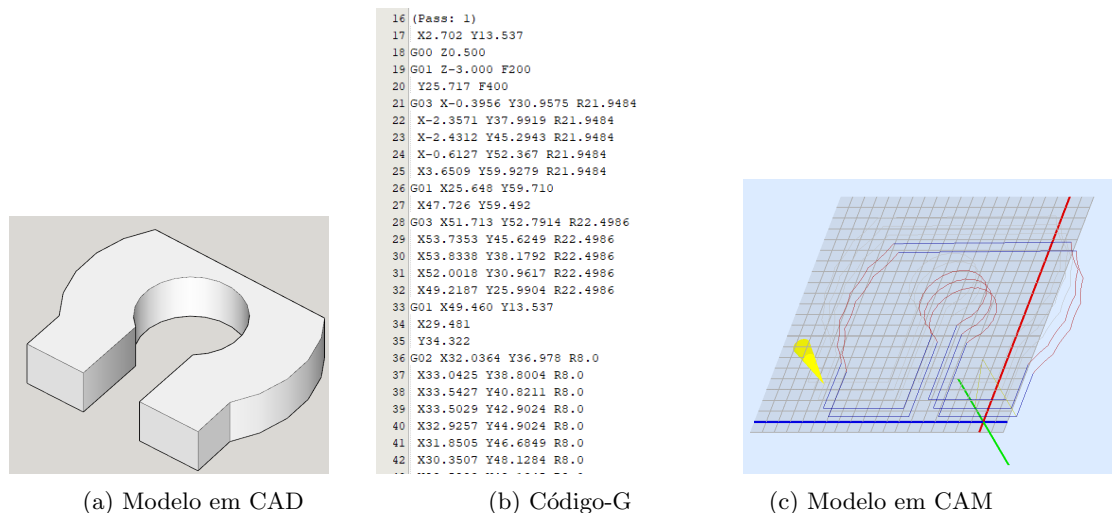 16 (Pass: 1)
17 X2.702 Y13.537
18 G00 Z0.500
19 G01 Z-3.000 F200
20 Y25.717 F400
21 G03 X-0.3956 Y30.9575 R21.9484
22 X-2.3571 Y37.9919 R21.9484
23 X-2.4312 Y45.2943 R21.9484
24 X-0.6127 Y52.367 R21.9484
25 X3.6509 Y59.9279 R21.9484
26 G01 X25.648 Y59.710
27 X47.726 Y59.492
28 G03 X51.713 Y52.7914 R22.4986
29 X53.7353 Y45.6249 R22.4986
30 X53.8338 Y38.1792 R22.4986
31 X52.0018 Y30.9617 R22.4986
32 X49.2187 Y25.9904 R22.4986
33 G01 X49.460 Y13.537
34 X29.481
35 Y34.322
36 G02 X32.0364 Y36.978 R8.0
37 X33.0425 Y38.8004 R8.0
38 X33.5427 Y40.8211 R8.0
39 X33.5029 Y42.9024 R8.0
40 X32.9257 Y44.9024 R8.0
41 X31.8505 Y46.6849 R8.0
42 X30.3507 Y48.1284 R8.0
(a) Modelo em CAD
(b) Código-G
(c) Modelo em CAM